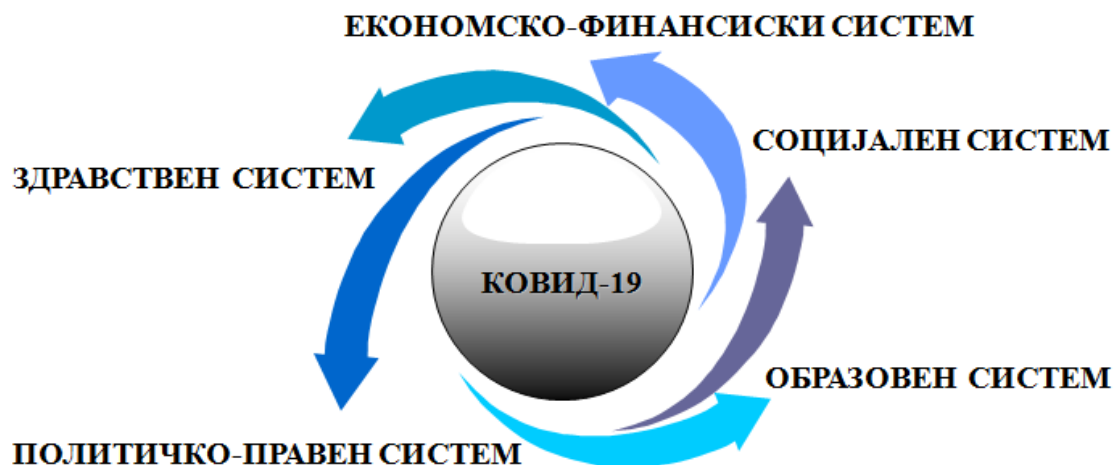 ЕКОНОМСКО-ФИНАНСИСКИ СИСТЕМ
СОЦИЈАЛЕН СИСТЕМ
ЗДРАВСТВЕН СИСТЕМ
КОВИД-19
ОБРАЗОВЕН СИСТЕМ
ПОЛИТИЧКО-ПРАВЕН СИСТЕМ